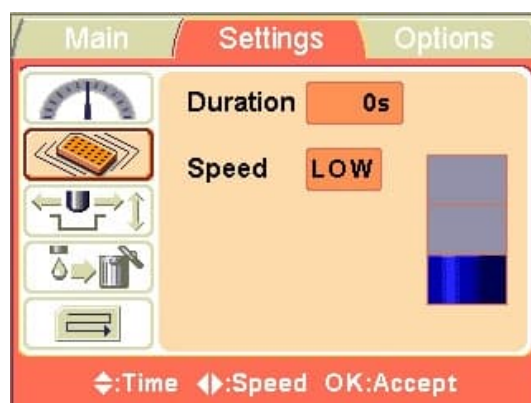 Main Settings Options
Duration 0s
Speed LOW
:Time :Speed OK:Accept